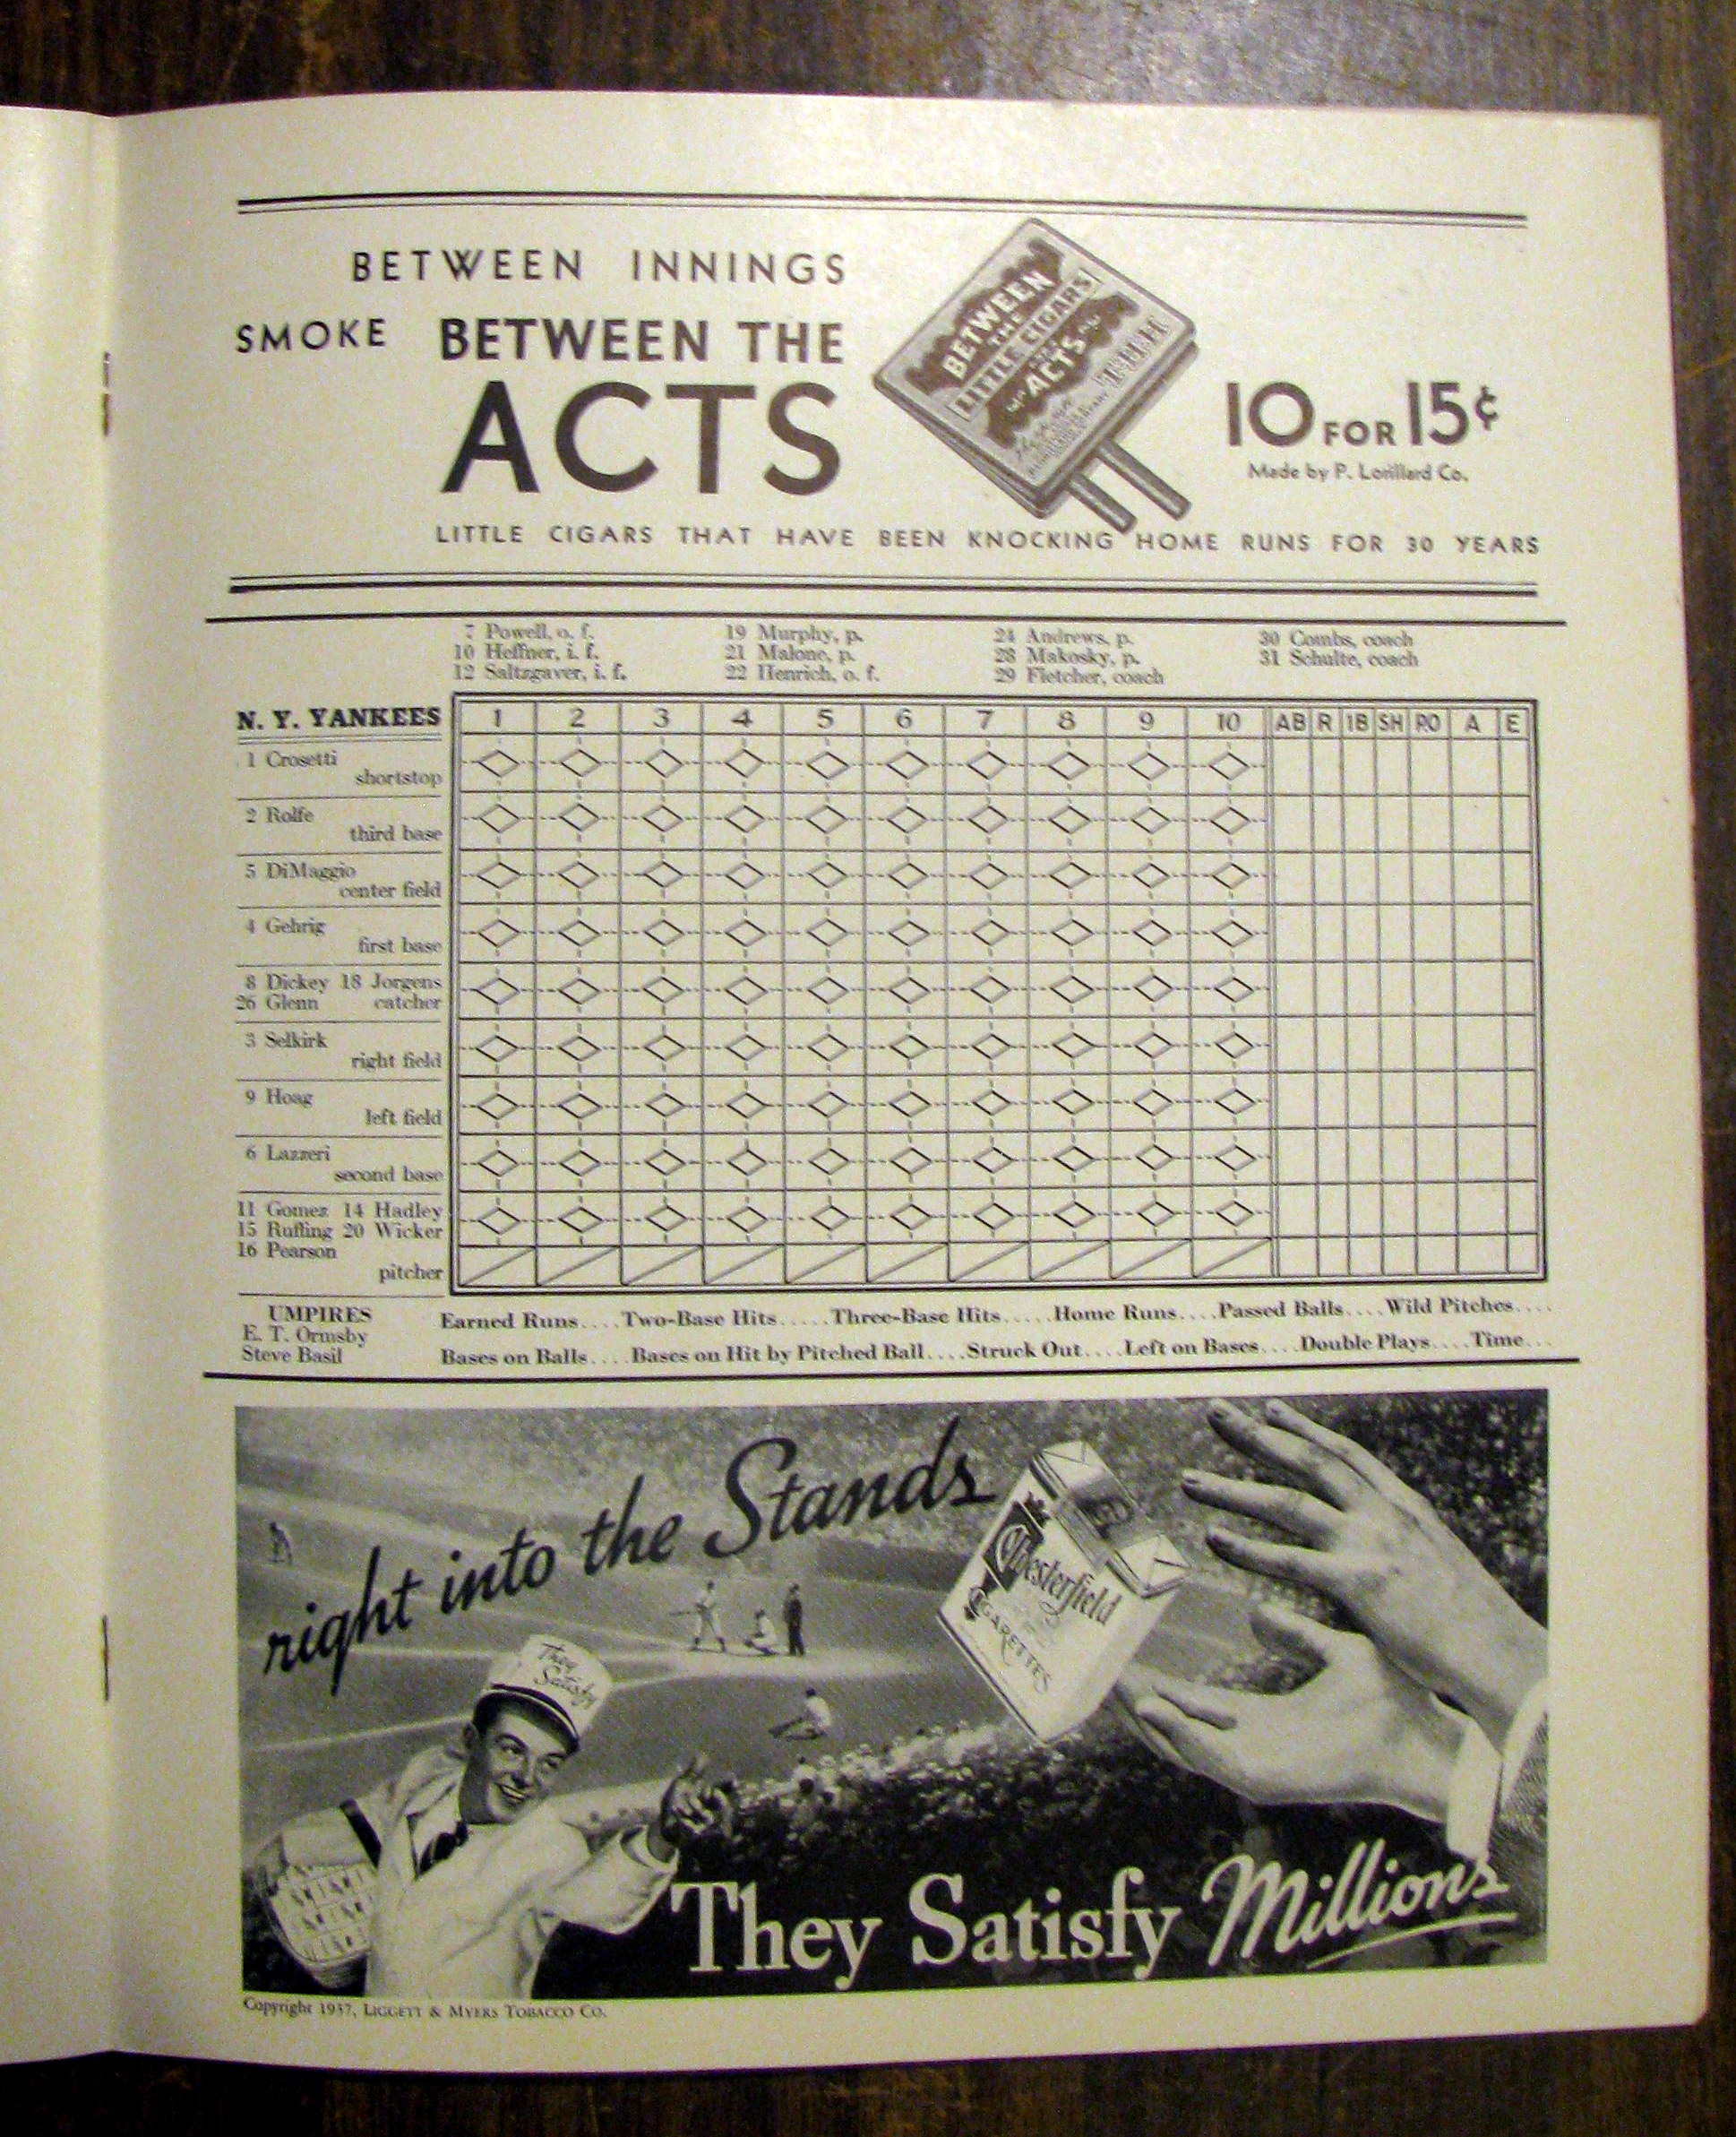 BETWEEN INNINGS
SMOKE BETWEEN THE
ACTS
BETWEEN
THE
LITTLE CIGARS
ACTS
10 FOR 15¢
Made by P. Lorillard Co.
LITTLE CIGARS THAT HAVE BEEN KNOCKING HOME RUNS FOR 30 YEARS
7 Powell, o. f. 19 Murphy, p. 24 Andrews, p. 30 Combs, coach
10 Heffner, i. f. 21 Malone, p. 28 Makosky, p. 31 Schulte, coach
12 Saltzgaver, i. f. 22 Henrich, o. f. 29 Fletcher, coach
N. Y. YANKEES 1 2 3 4 5 6 7 8 9 10 AB R 1B SH PO A E
1 Crosetti
shortstop
2 Rolfe
third base
5 DiMaggio
center field
4 Gehrig
first base
8 Dickey 18 Jorgens
26 Glenn catcher
3 Selkirk
right field
9 Hoag
left field
6 Lazzeri
second base
11 Gomez 14 Hadley
15 Ruffing 20 Wicker
16 Pearson
pitcher
UMPIRES
E. T. Ormsby
Steve Basil
Earned Runs.... Two-Base Hits..... Three-Base Hits..... Home Runs.... Passed Balls.... Wild Pitches....
Bases on Balls.... Bases on Hit by Pitched Ball.... Struck Out.... Left on Bases.... Double Plays.... Time...
right into the Stands
Chesterfield
CIGARETTES
They
Satisfy
They Satisfy Millions
Copyright 1937, LIGGETT & MYERS TOBACCO CO.